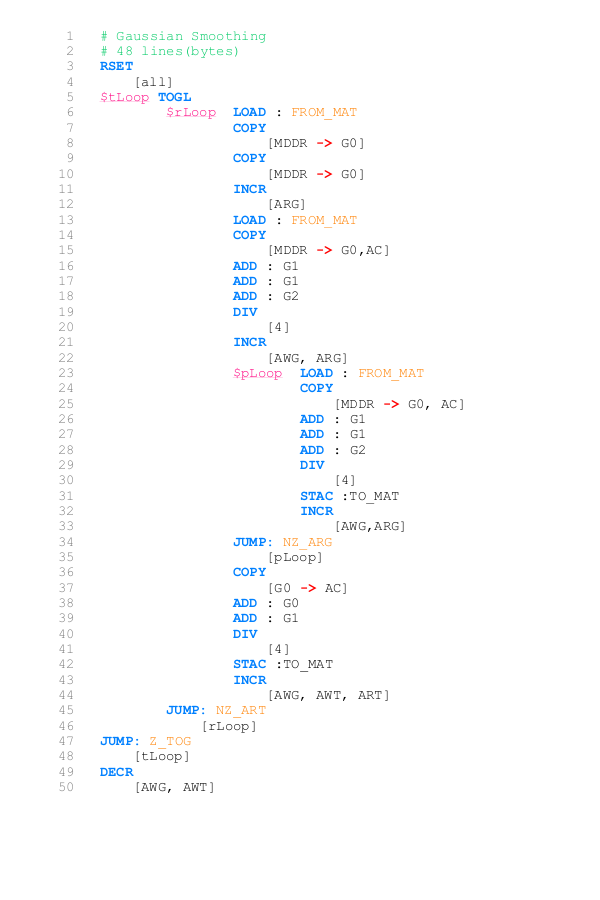 1 # Gaussian Smoothing
2 # 48 lines(bytes)
3 RSET
4 [all]
5 $tLoop TOGL
6 $rLoop LOAD : FROM_MAT
7 COPY
8 [MDDR -> G0]
9 COPY
10 [MDDR -> G0]
11 INCR
12 [ARG]
13 LOAD : FROM_MAT
14 COPY
15 [MDDR -> G0,AC]
16 ADD : G1
17 ADD : G1
18 ADD : G2
19 DIV
20 [4]
21 INCR
22 [AWG, ARG]
23 $pLoop LOAD : FROM_MAT
24 COPY
25 [MDDR -> G0, AC]
26 ADD : G1
27 ADD : G1
28 ADD : G2
29 DIV
30 [4]
31 STAC :TO_MAT
32 INCR
33 [AWG,ARG]
34 JUMP: NZ_ARG
35 [pLoop]
36 COPY
37 [G0 -> AC]
38 ADD : G0
39 ADD : G1
40 DIV
41 [4]
42 STAC :TO_MAT
43 INCR
44 [AWG, AWT, ART]
45 JUMP: NZ_ART
46 [rLoop]
47 JUMP: Z_TOG
48 [tLoop]
49 DECR
50 [AWG, AWT]